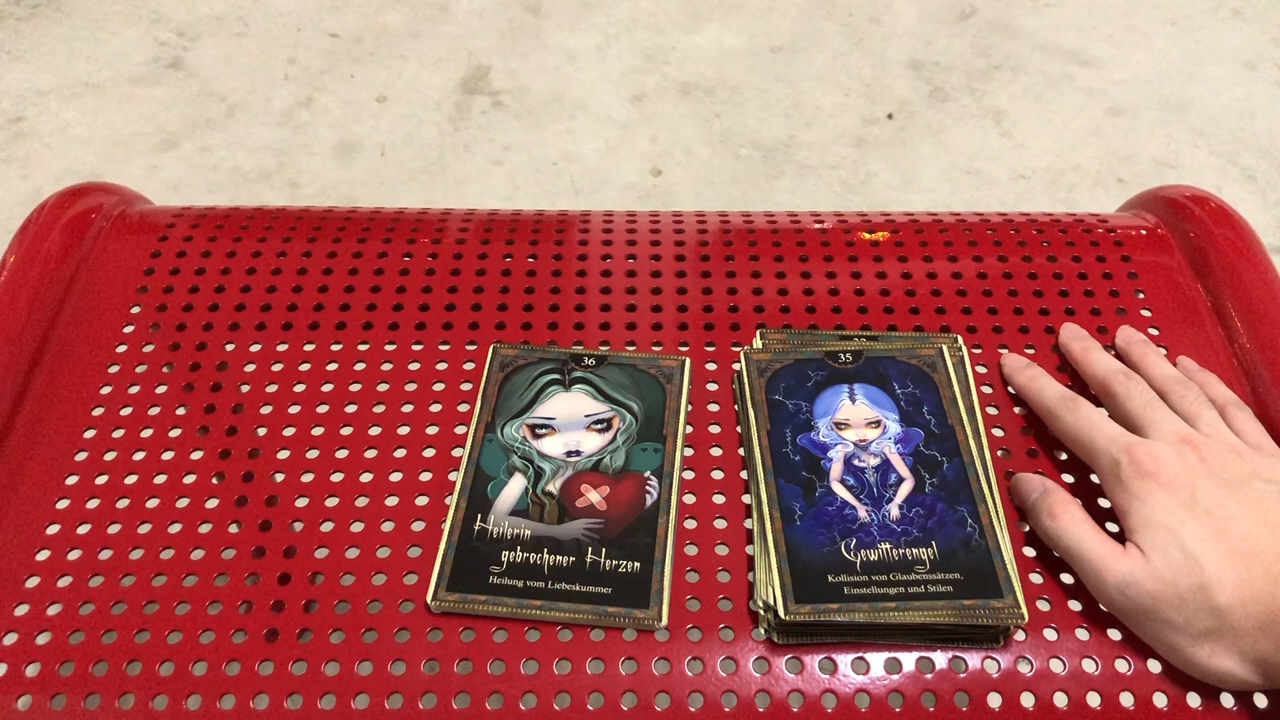 36
Heilerin
gebrochener Herzen
Heilung vom Liebeskummer
35
Gewitterengel
Kollision von Glaubenssätzen,
Einstellungen und Stilen